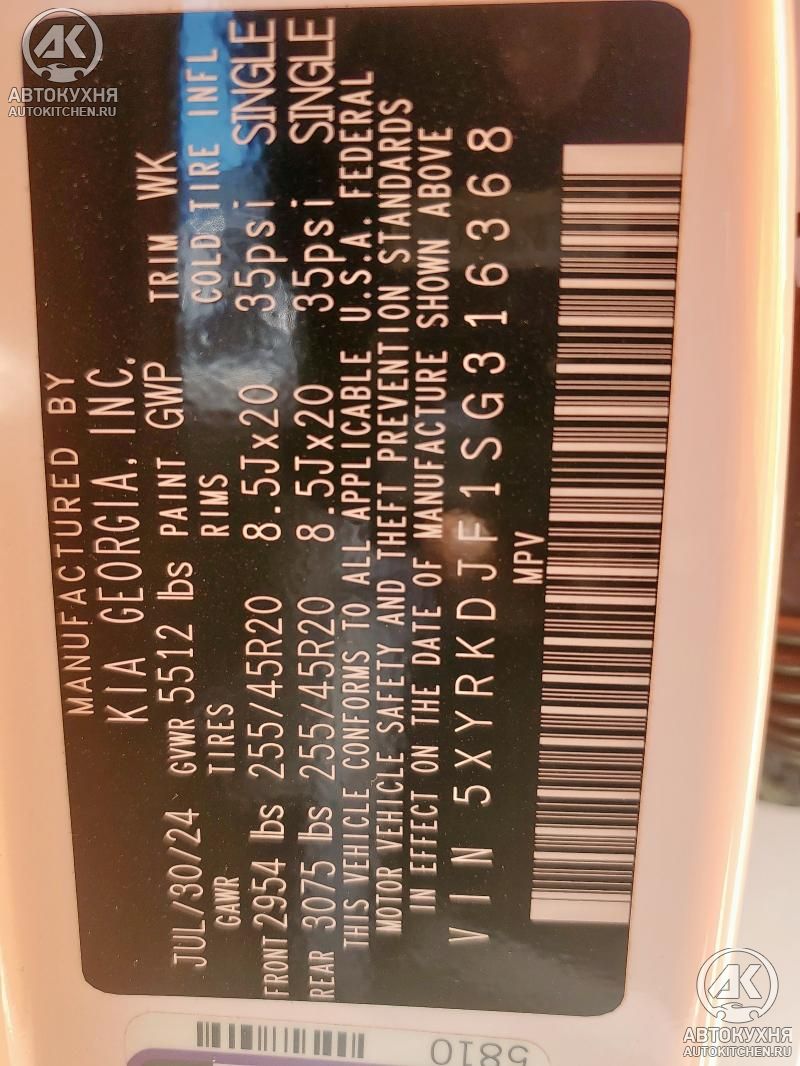 AK
АВТОКУХНЯ
AUTOKITCHEN.RU
MANUFACTURED BY
KIA GEORGIA, INC.
JUL/30/24 GVWR 5512 lbs PAINT GWP TRIM WK
GAWR TIRES RIMS COLD TIRE INFL
FRONT 2954 lbs 255/45R20 8.5Jx20 35psi SINGLE
REAR 3075 lbs 255/45R20 8.5Jx20 35psi SINGLE
THIS VEHICLE CONFORMS TO ALL APPLICABLE U.S.A. FEDERAL
MOTOR VEHICLE SAFETY AND THEFT PREVENTION STANDARDS
IN EFFECT ON THE DATE OF MANUFACTURE SHOWN ABOVE
VIN 5XYRKDJF1SG316368
MPV
5810
AK
АВТОКУХНЯ
AUTOKITCHEN.RU